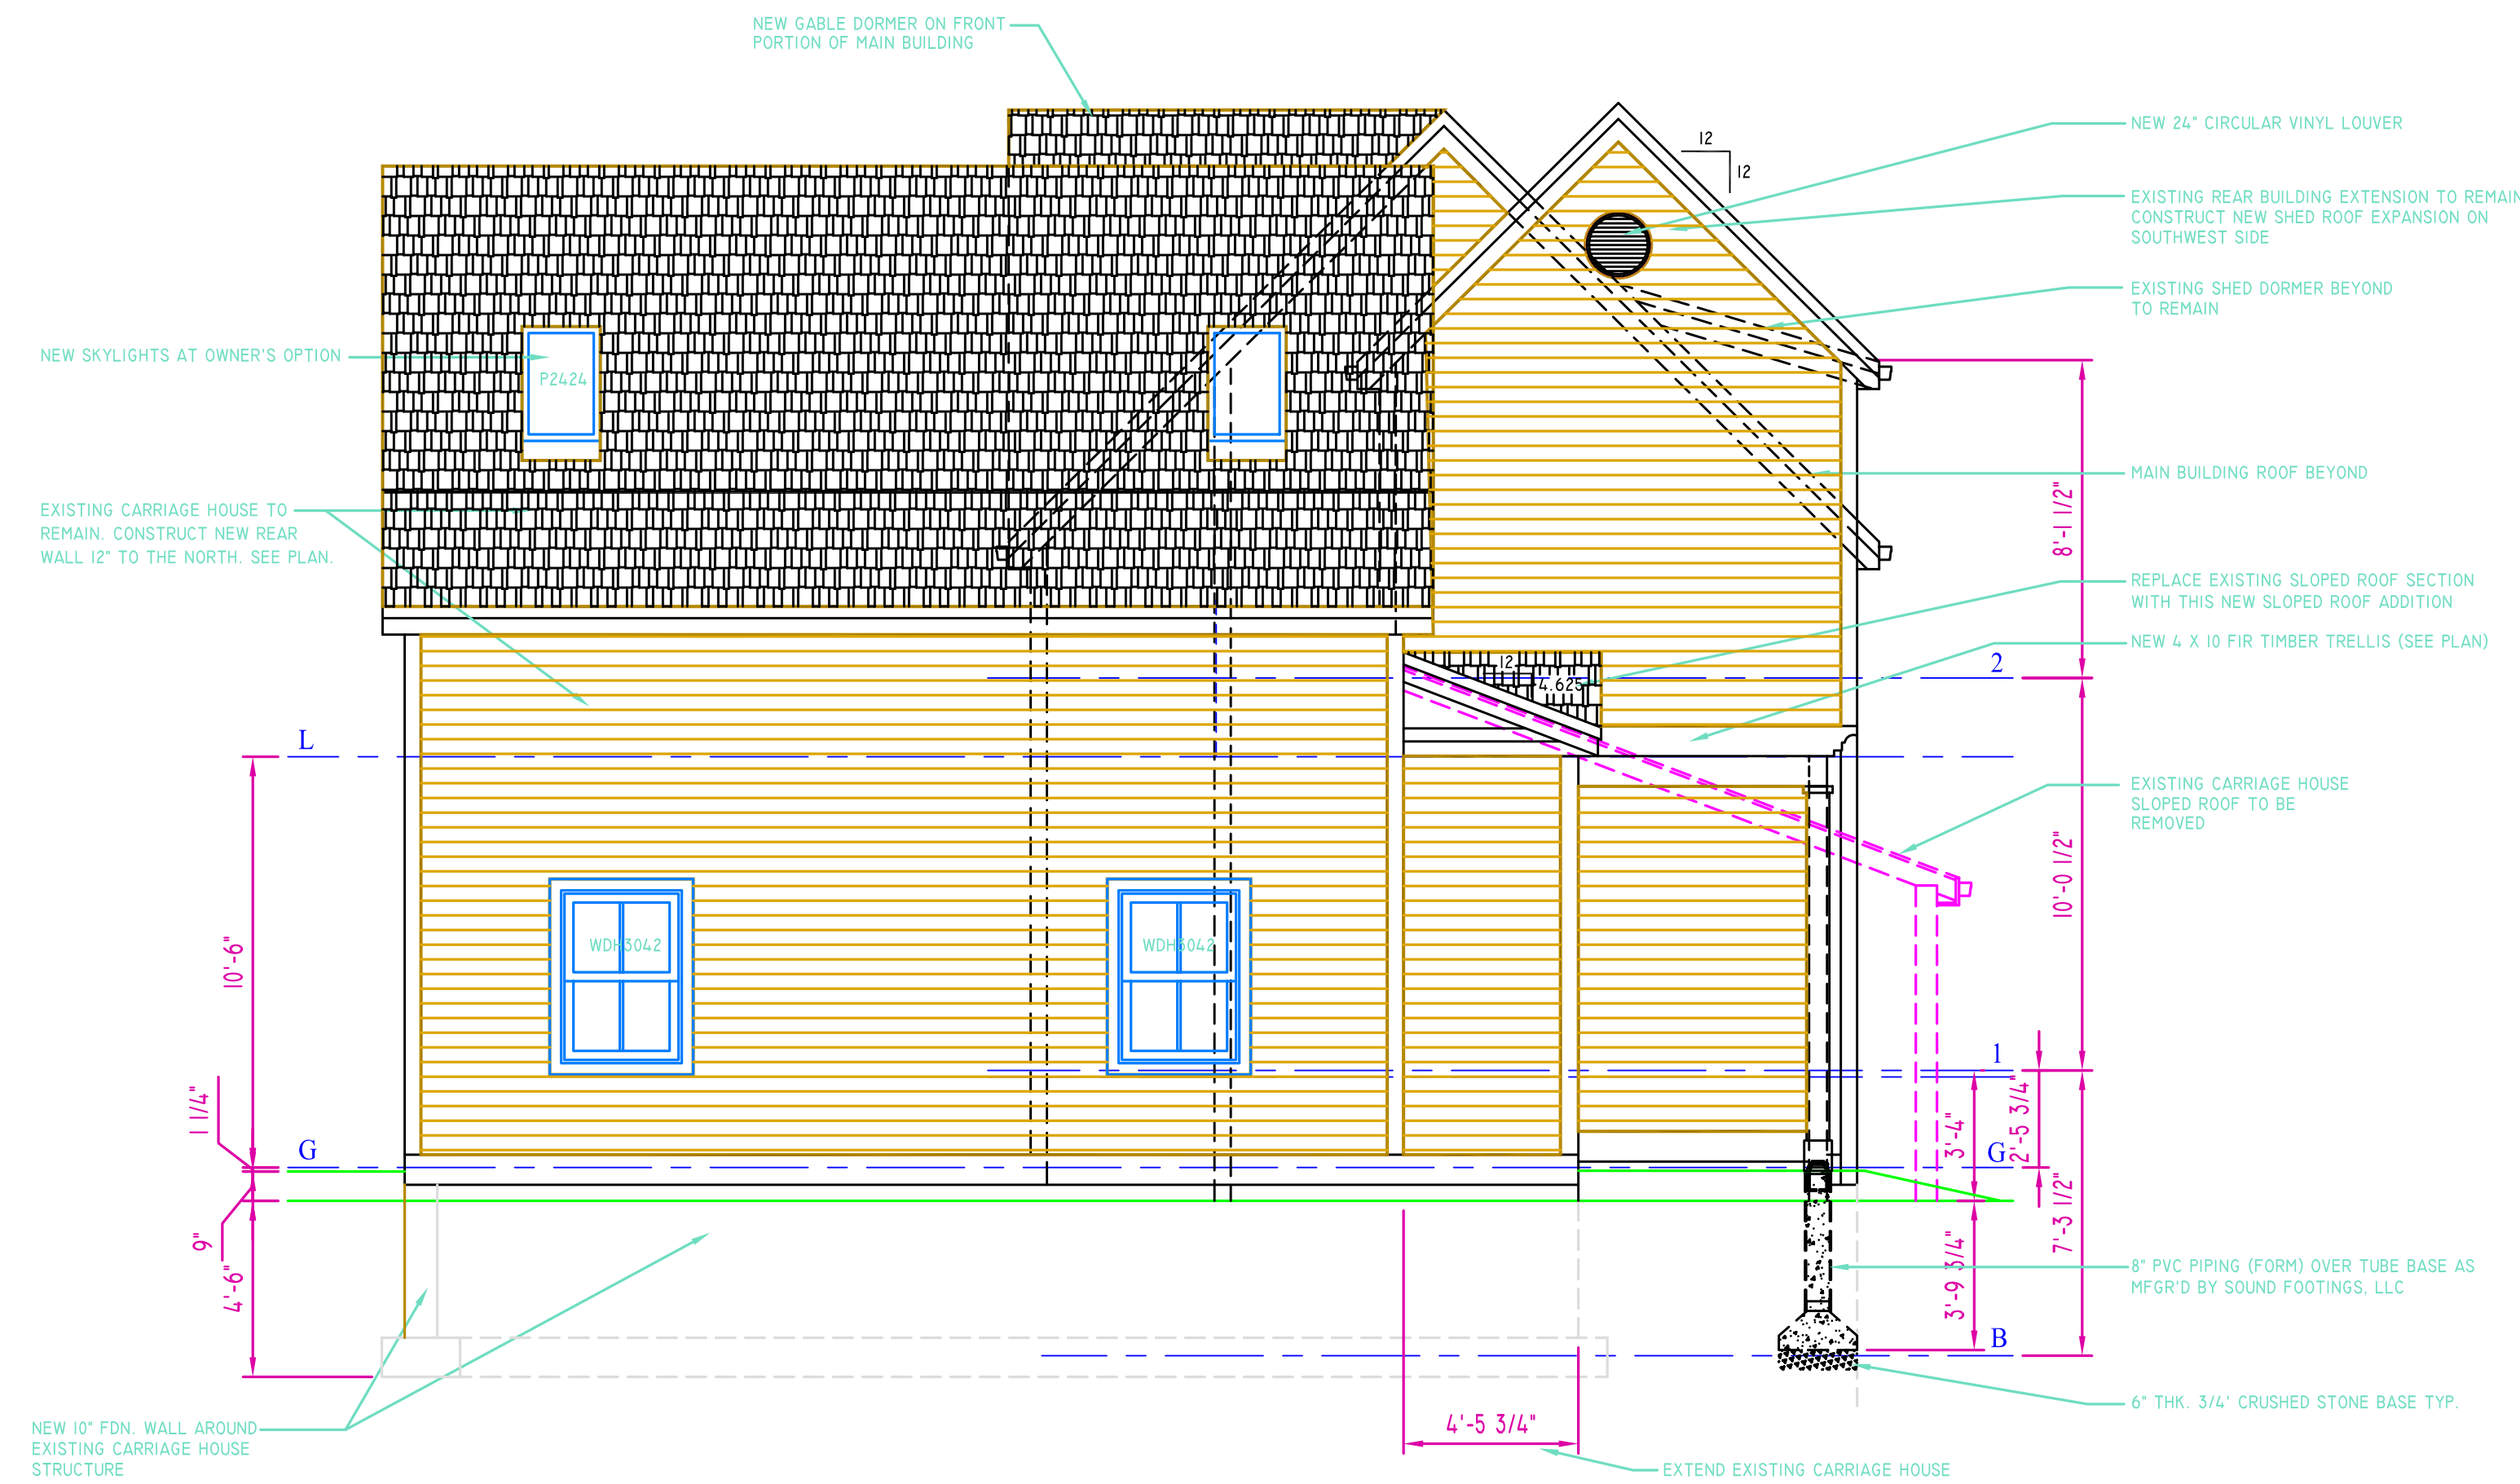 NEW GABLE DORMER ON FRONT
PORTION OF MAIN BUILDING
12
12
NEW 24" CIRCULAR VINYL LOUVER
EXISTING REAR BUILDING EXTENSION TO REMAIN
CONSTRUCT NEW SHED ROOF EXPANSION ON
SOUTHWEST SIDE
EXISTING SHED DORMER BEYOND
TO REMAIN
NEW SKYLIGHTS AT OWNER'S OPTION
P2424
MAIN BUILDING ROOF BEYOND
8'-1 1/2"
EXISTING CARRIAGE HOUSE TO
REMAIN. CONSTRUCT NEW REAR
WALL 12" TO THE NORTH. SEE PLAN.
REPLACE EXISTING SLOPED ROOF SECTION
WITH THIS NEW SLOPED ROOF ADDITION
NEW 4 X 10 FIR TIMBER TRELLIS (SEE PLAN)
12
4.625
2
L
EXISTING CARRIAGE HOUSE
SLOPED ROOF TO BE
REMOVED
10'-0 1/2"
10'-6"
WDH3042
WDH3042
1
1 1/4"
3'-4"
2'-5 3/4"
G
G
7'-3 1/2"
9"
4'-6"
3'-9 3/4"
8" PVC PIPING (FORM) OVER TUBE BASE AS
MFGR'D BY SOUND FOOTINGS, LLC
B
6" THK. 3/4' CRUSHED STONE BASE TYP.
4'-5 3/4"
NEW 10" FDN. WALL AROUND
EXISTING CARRIAGE HOUSE
STRUCTURE
EXTEND EXISTING CARRIAGE HOUSE